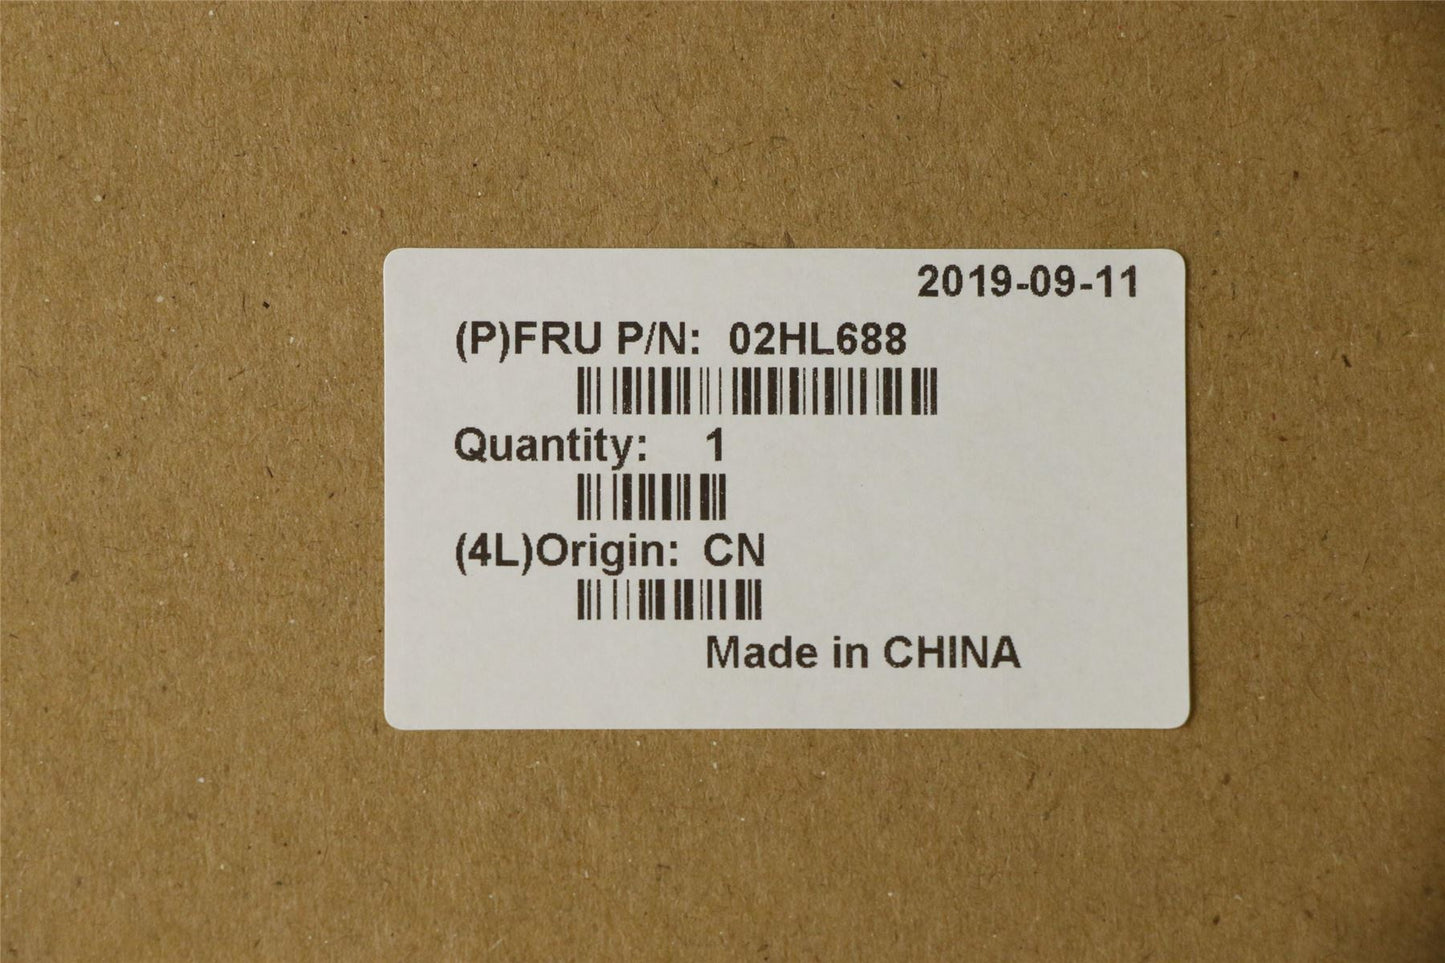 2019-09-11
(P)FRU P/N: 02HL688
Quantity: 1
(4L)Origin: CN
Made in CHINA